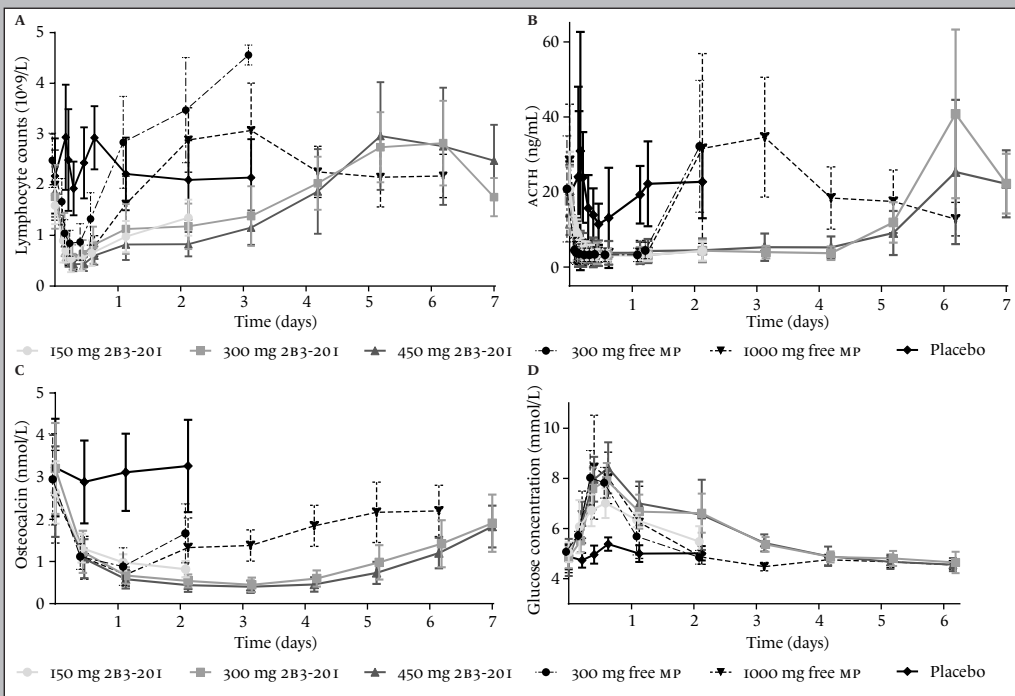 A
Lymphocyte counts (10^9/L)
5
4
3
2
1
0
1 2 3 4 5 6 7
Time (days)
B
ACTH (ng/mL)
60
40
20
0
1 2 3 4 5 6 7
Time (days)
150 mg 2B3-201 300 mg 2B3-201 450 mg 2B3-201 300 mg free MP 1000 mg free MP Placebo
C
Osteocalcin (nmol/L)
5
4
3
2
1
0
1 2 3 4 5 6 7
Time (days)
D
Glucose concentration (mmol/L)
10
8
6
4
1 2 3 4 5 6
Time (days)
150 mg 2B3-201 300 mg 2B3-201 450 mg 2B3-201 300 mg free MP 1000 mg free MP Placebo